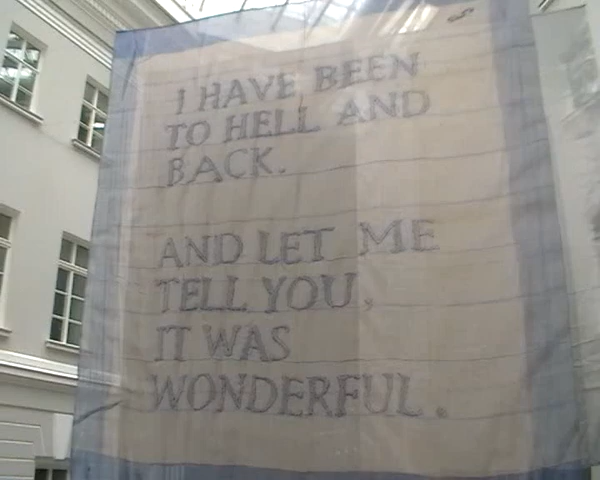 I HAVE BEEN
TO HELL AND
BACK.
AND LET ME
TELL YOU,
IT WAS
WONDERFUL.